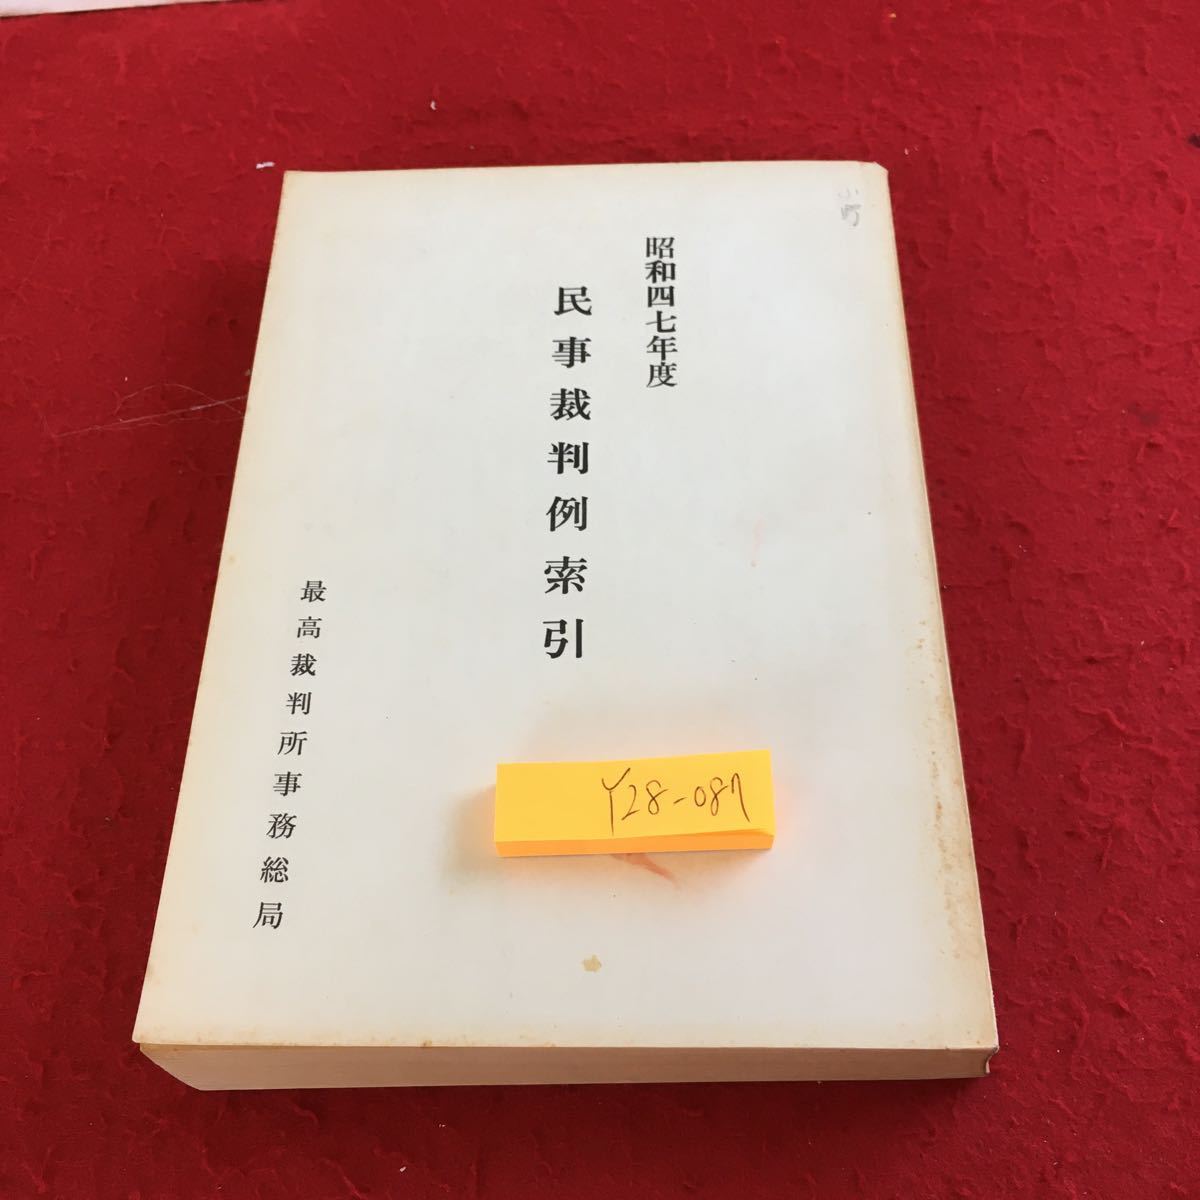 昭和四七年度
民事裁判例索引
最高裁判所事務総局
Y28-087